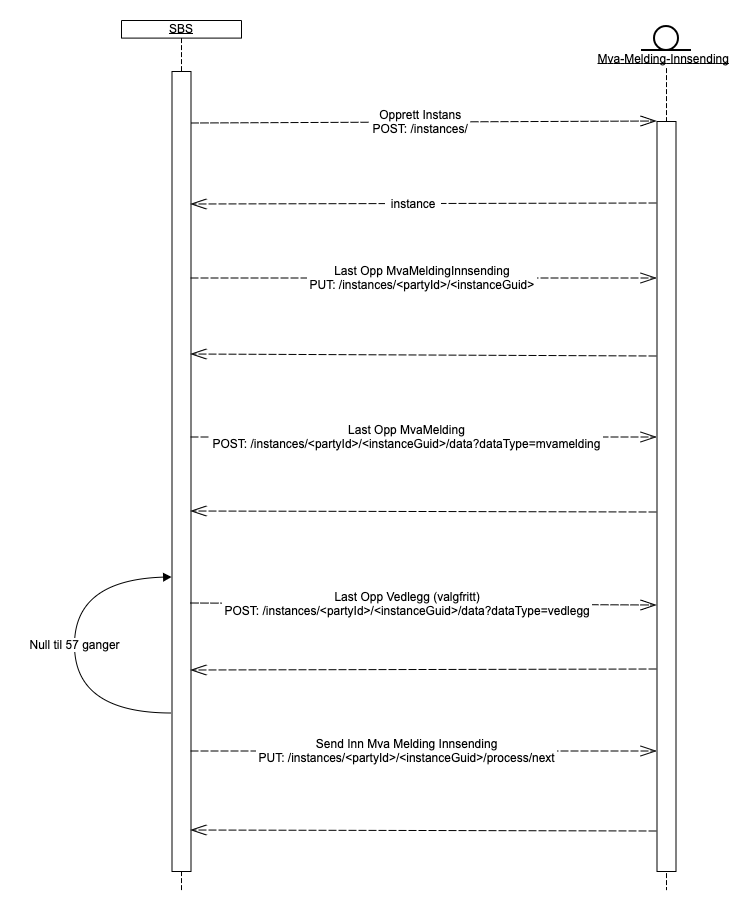 SBS
Mva-Melding-Innsending
Opprett Instans
POST: /instances/
instance
Last Opp MvaMeldingInnsending
PUT: /instances/<partyId>/<instanceGuid>
Last Opp MvaMelding
POST: /instances/<partyId>/<instanceGuid>/data?dataType=mvamelding
Last Opp Vedlegg (valgfritt)
POST: /instances/<partyId>/<instanceGuid>/data?dataType=vedlegg
Null til 57 ganger
Send Inn Mva Melding Innsending
PUT: /instances/<partyId>/<instanceGuid>/process/next